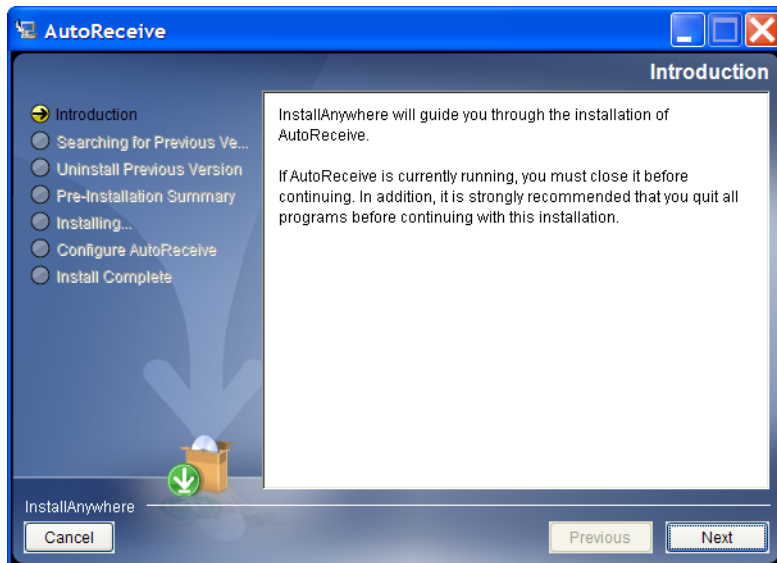 AutoReceive
Introduction
Introduction
Searching for Previous Ve...
Uninstall Previous Version
Pre-Installation Summary
Installing...
Configure AutoReceive
Install Complete
InstallAnywhere will guide you through the installation of
AutoReceive.
If AutoReceive is currently running, you must close it before
continuing. In addition, it is strongly recommended that you quit all
programs before continuing with this installation.
InstallAnywhere
Cancel
Previous
Next